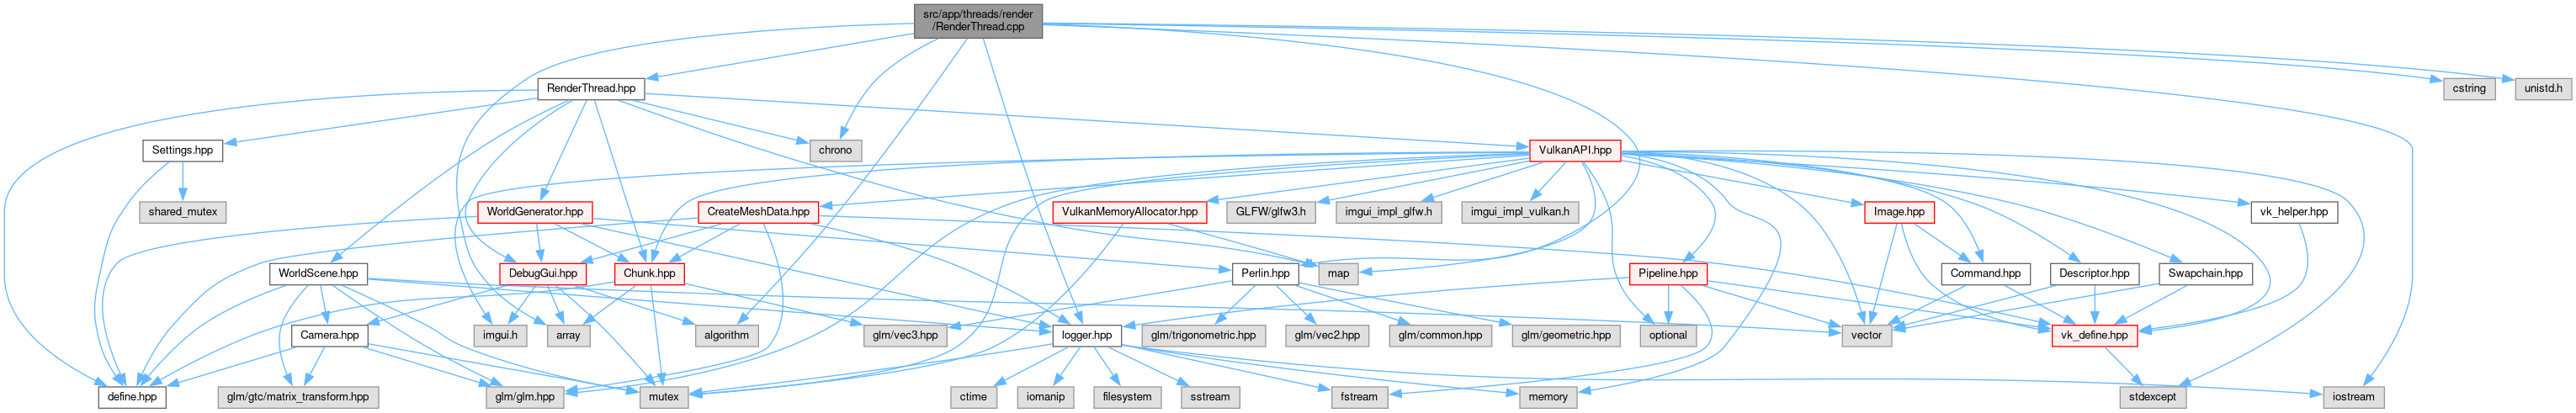 src/app/threads/render
/RenderThread.cpp
RenderThread.hpp
cstring
unistd.h
Settings.hpp
chrono
VulkanAPI.hpp
shared_mutex
WorldGenerator.hpp
CreateMeshData.hpp
VulkanMemoryAllocator.hpp
GLFW/glfw3.h
imgui_impl_glfw.h
imgui_impl_vulkan.h
Image.hpp
vk_helper.hpp
WorldScene.hpp
DebugGui.hpp
Chunk.hpp
Perlin.hpp
map
Pipeline.hpp
Command.hpp
Descriptor.hpp
Swapchain.hpp
Camera.hpp
imgui.h
array
algorithm
glm/vec3.hpp
logger.hpp
glm/trigonometric.hpp
glm/vec2.hpp
glm/common.hpp
glm/geometric.hpp
optional
vector
vk_define.hpp
define.hpp
glm/gtc/matrix_transform.hpp
glm/glm.hpp
mutex
ctime
iomanip
filesystem
sstream
fstream
memory
stdexcept
iostream